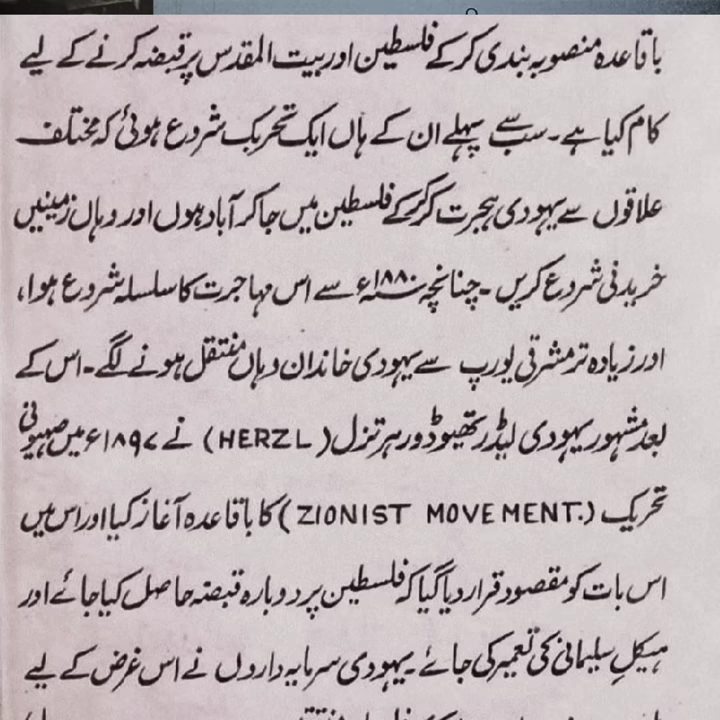 باقاعدہ منصوبہ بندی کر کے فلسطین اور بیت المقدس پر قبضہ کرنے کے لیے
کام کیا ہے۔ سب سے پہلے ان کے ہاں ایک تحریک شروع ہوئی کہ مختلف
علاقوں سے یہودی ہجرت کر کر کے فلسطین میں جا کر آباد ہوں اور وہاں زمینیں
خریدنی شروع کریں۔ چنانچہ سنہ ۱۸۸۰ء سے اس مہاجرت کا سلسلہ شروع ہوا،
اور زیادہ تر مشرقی یورپ سے یہودی خاندان وہاں منتقل ہونے لگے۔ اس کے
بعد مشہور یہودی لیڈر تھیوڈور ہرتزل (HERZL) نے ۱۸۹۷ء میں صہیونی
تحریک (ZIONIST MOVEMENT.) کا باقاعدہ آغاز کیا اور اس میں
اس بات کو مقصود قرار دیا گیا کہ فلسطین پر دوبارہ قبضہ حاصل کیا جائے اور
ہیکلِ سلیمانی کی تعمیر کی جائے۔ یہودی سرمایہ داروں نے اس غرض کے لیے